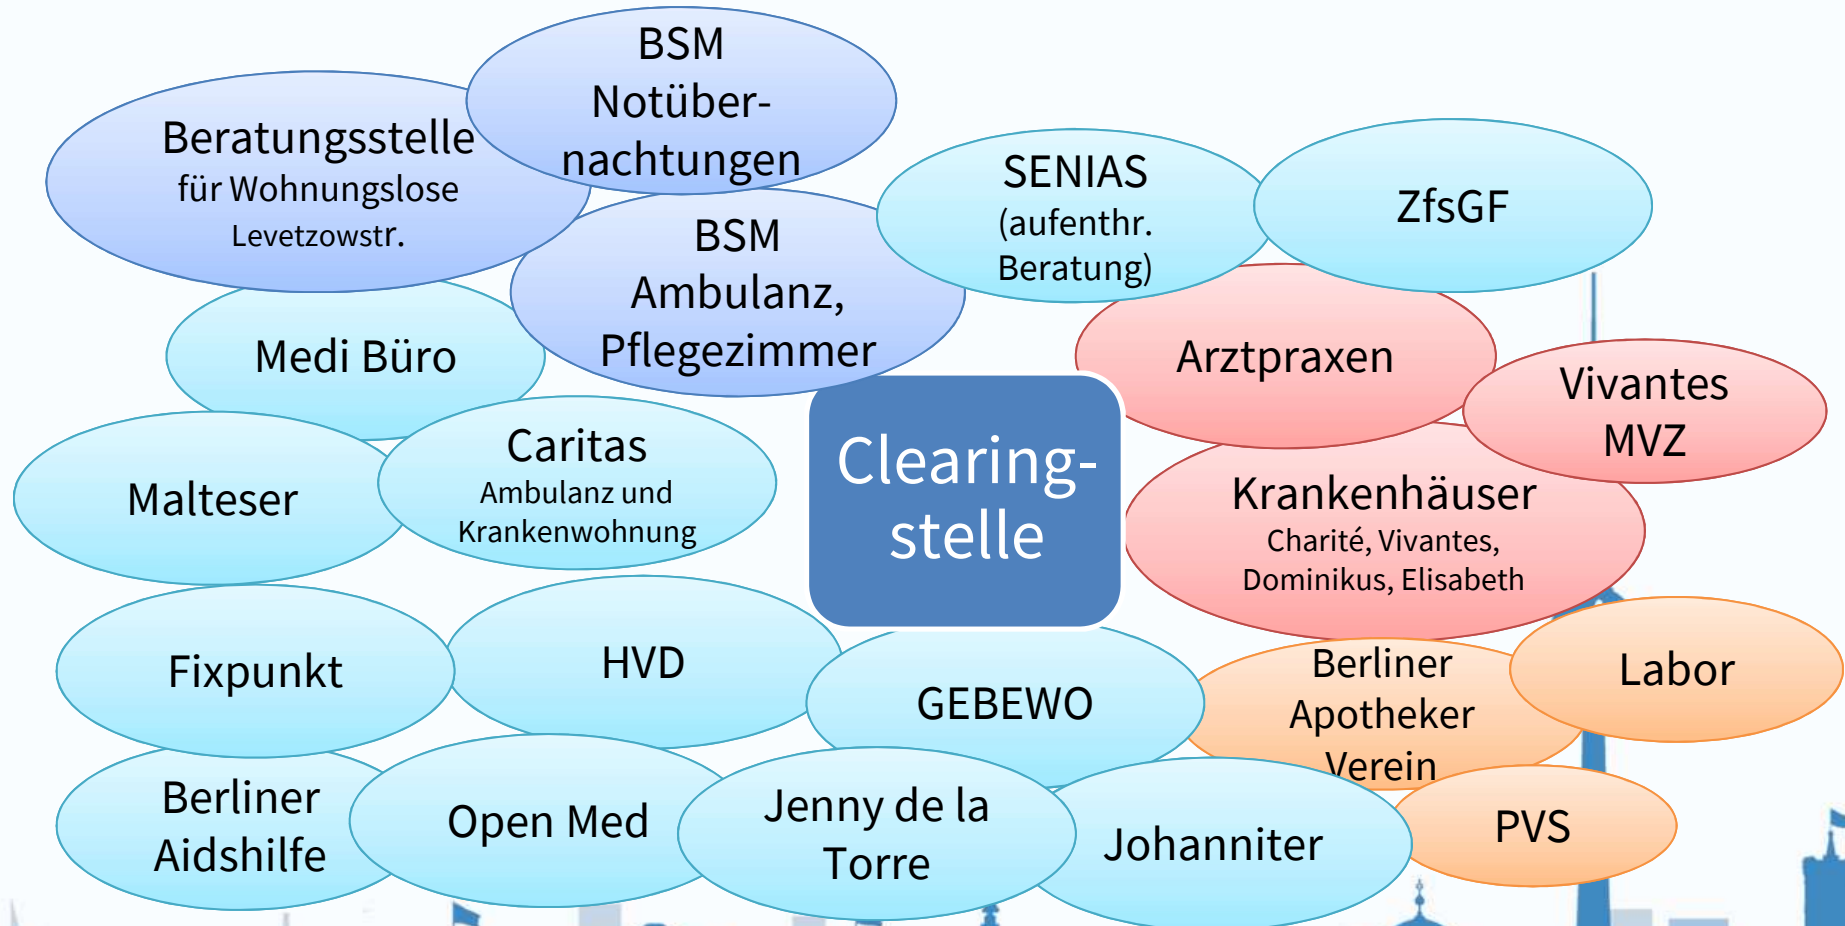 BSM
Notüber-
nachtungen
Beratungsstelle
für Wohnungslose
Levetzowstr.
BSM
Ambulanz,
Pflegezimmer
SENIAS
(aufenthr.
Beratung)
ZfsGF
Medi Büro
Arztpraxen
Vivantes
MVZ
Malteser
Caritas
Ambulanz und
Krankenwohnung
Clearing-
stelle
Krankenhäuser
Charité, Vivantes,
Dominikus, Elisabeth
Fixpunkt
HVD
GEBEWO
Berliner
Apotheker
Verein
Labor
Berliner
Aidshilfe
Open Med
Jenny de la
Torre
Johanniter
PVS